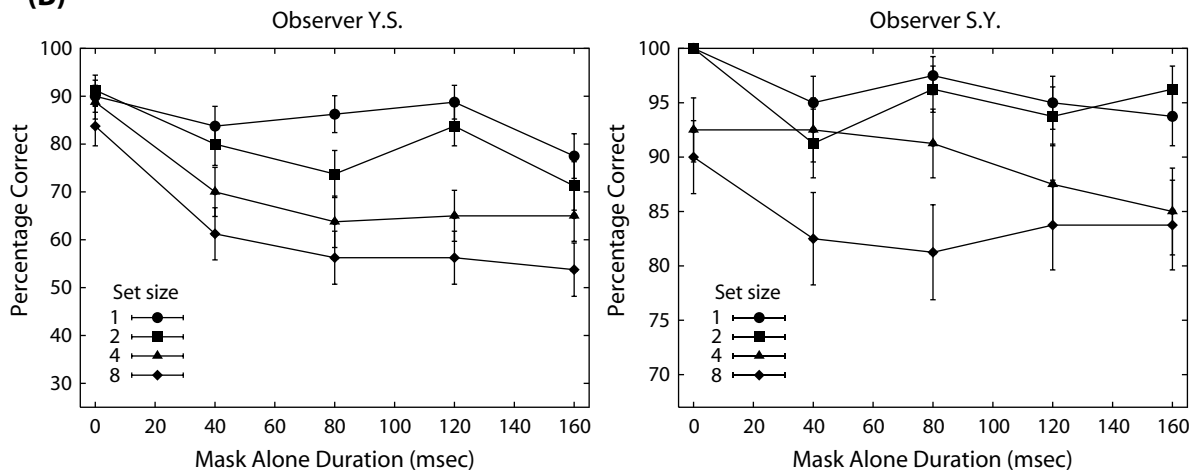 (B)
Observer Y.S.
100
90
80
70
60
50
40
30
Percentage Correct
Set size
1
2
4
8
0 20 40 60 80 100 120 140 160
Mask Alone Duration (msec)
Observer S.Y.
100
95
90
85
80
75
70
Percentage Correct
Set size
1
2
4
8
0 20 40 60 80 100 120 140 160
Mask Alone Duration (msec)